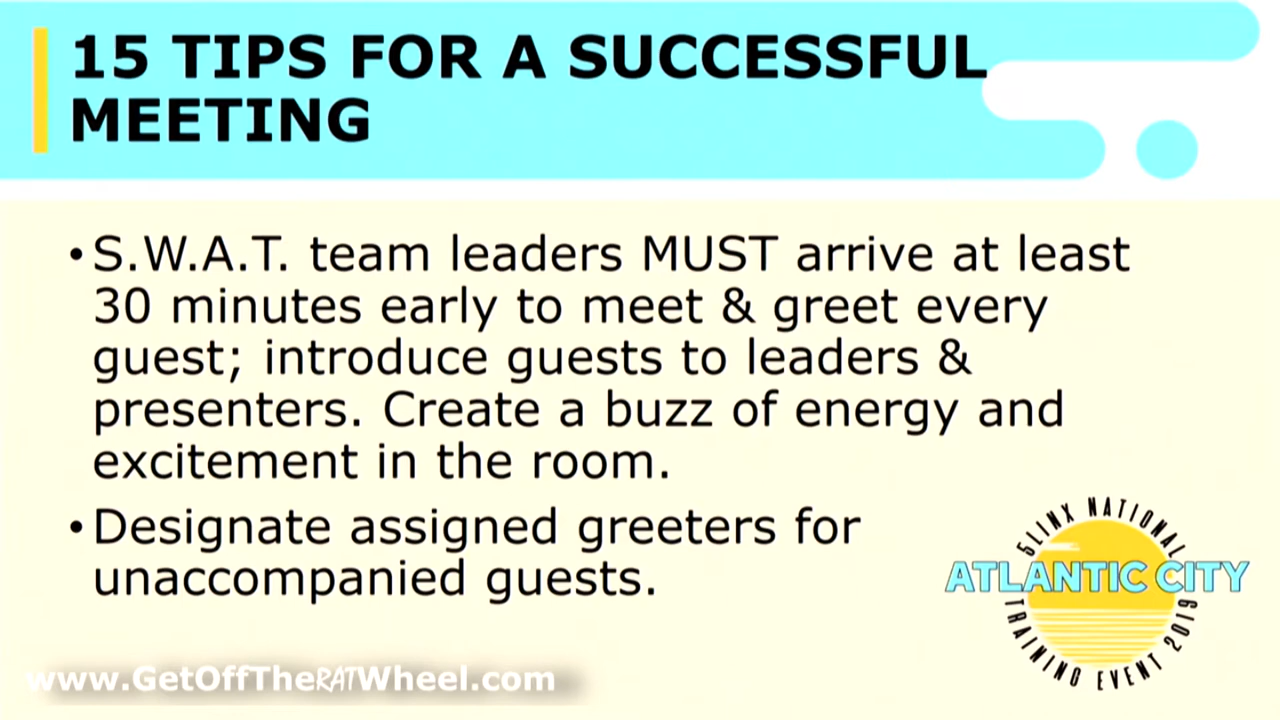 15 TIPS FOR A SUCCESSFUL
MEETING
• S.W.A.T. team leaders MUST arrive at least
30 minutes early to meet & greet every
guest; introduce guests to leaders &
presenters. Create a buzz of energy and
excitement in the room.
• Designate assigned greeters for
unaccompanied guests.
5LINX NATIONAL
ATLANTIC CITY
TRAINING EVENT 2019
www.GetOffTheRATWheel.com